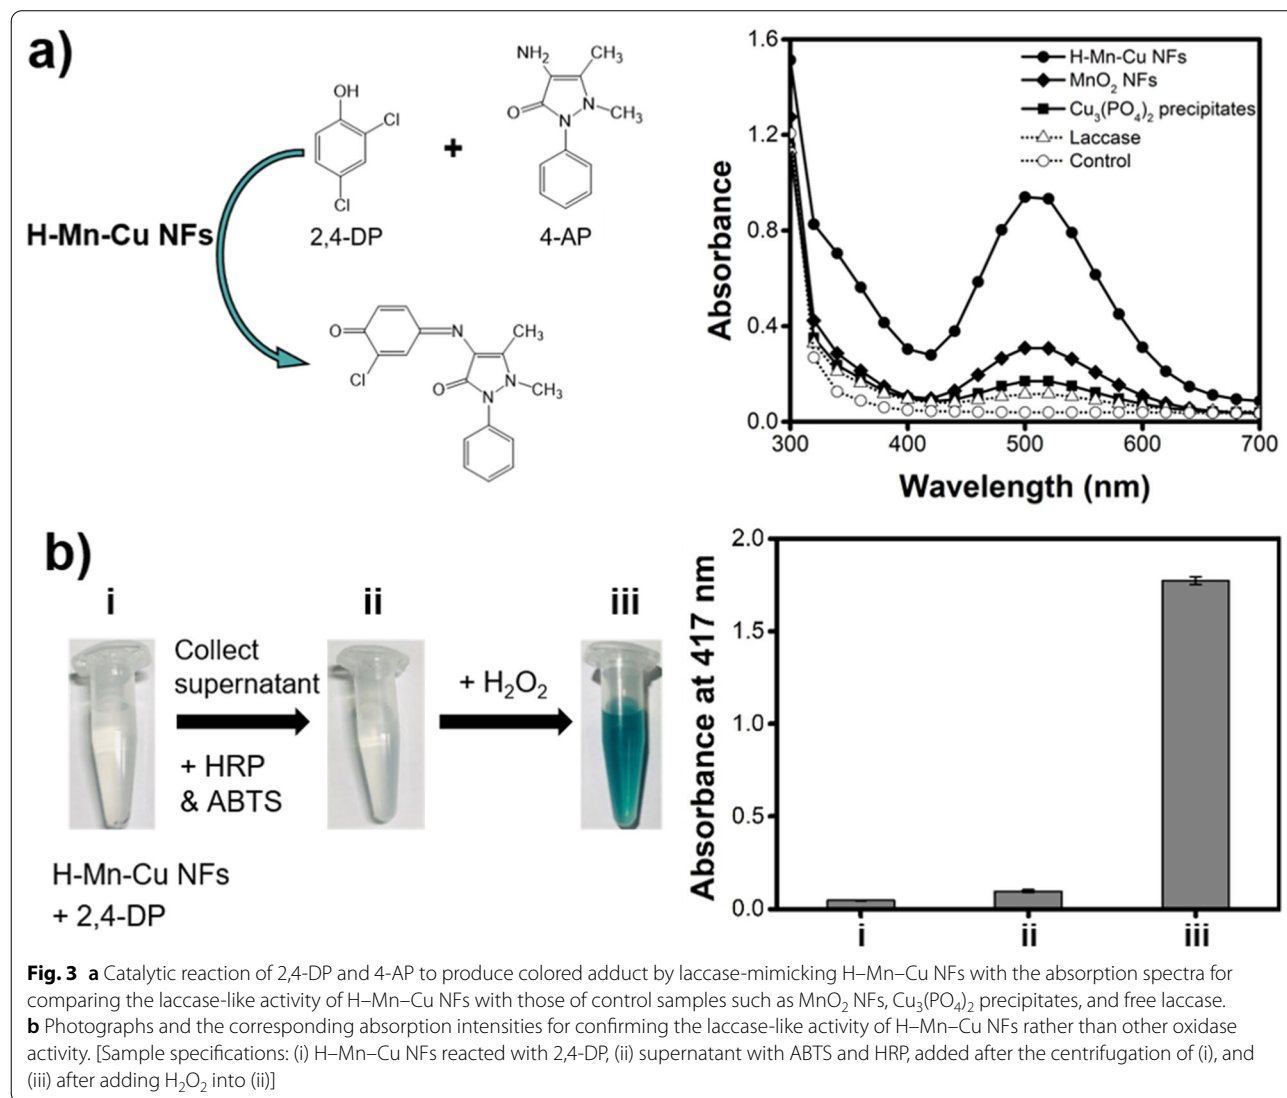 a)
OH
Cl
Cl
2,4-DP
+
NH₂
CH₃
O
N
N
CH₃
4-AP
H-Mn-Cu NFs
O
N
Cl
CH₃
O
N
CH₃
N
1.6
1.2
0.8
0.4
0.0
Absorbance
H-Mn-Cu NFs
MnO₂ NFs
Cu₃(PO₄)₂ precipitates
Laccase
Control
300 400 500 600 700
Wavelength (nm)
b)
i
ii
iii
Collect
supernatant
+ HRP
& ABTS
+ H₂O₂
H-Mn-Cu NFs
+ 2,4-DP
2.0
1.5
1.0
0.5
0.0
Absorbance at 417 nm
i ii iii
Fig. 3 a Catalytic reaction of 2,4-DP and 4-AP to produce colored adduct by laccase-mimicking H–Mn–Cu NFs with the absorption spectra for
comparing the laccase-like activity of H–Mn–Cu NFs with those of control samples such as MnO₂ NFs, Cu₃(PO₄)₂ precipitates, and free laccase.
b Photographs and the corresponding absorption intensities for confirming the laccase-like activity of H–Mn–Cu NFs rather than other oxidase
activity. [Sample specifications: (i) H–Mn–Cu NFs reacted with 2,4-DP, (ii) supernatant with ABTS and HRP, added after the centrifugation of (i), and
(iii) after adding H₂O₂ into (ii)]